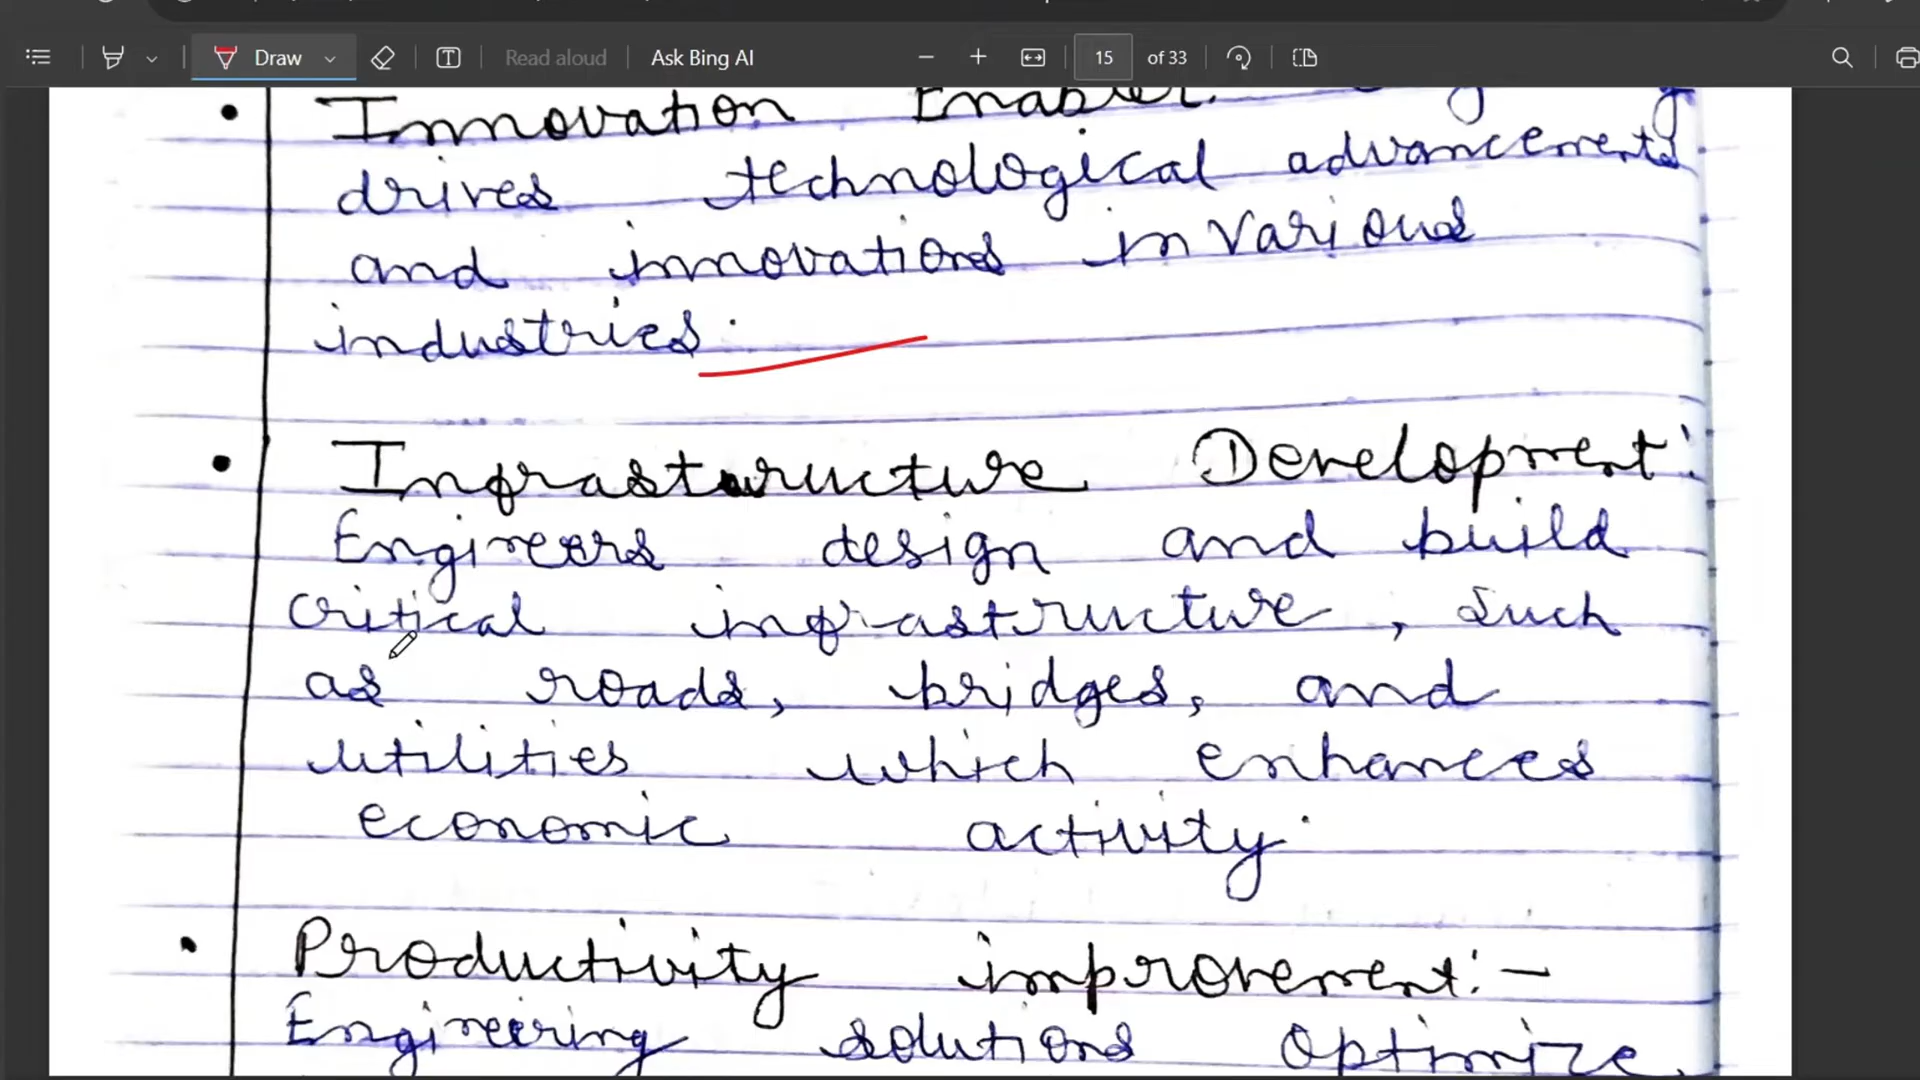 Draw
Read aloud
Ask Bing AI
15 of 33
• Innovation Enabler:
drives technological advancements
and innovations in various
industries.
• Infrastructure Development:
Engineers design and build
critical infrastructure, such
as roads, bridges, and
utilities which enhances
economic activity.
• Productivity improvement:-
Engineering solutions optimize